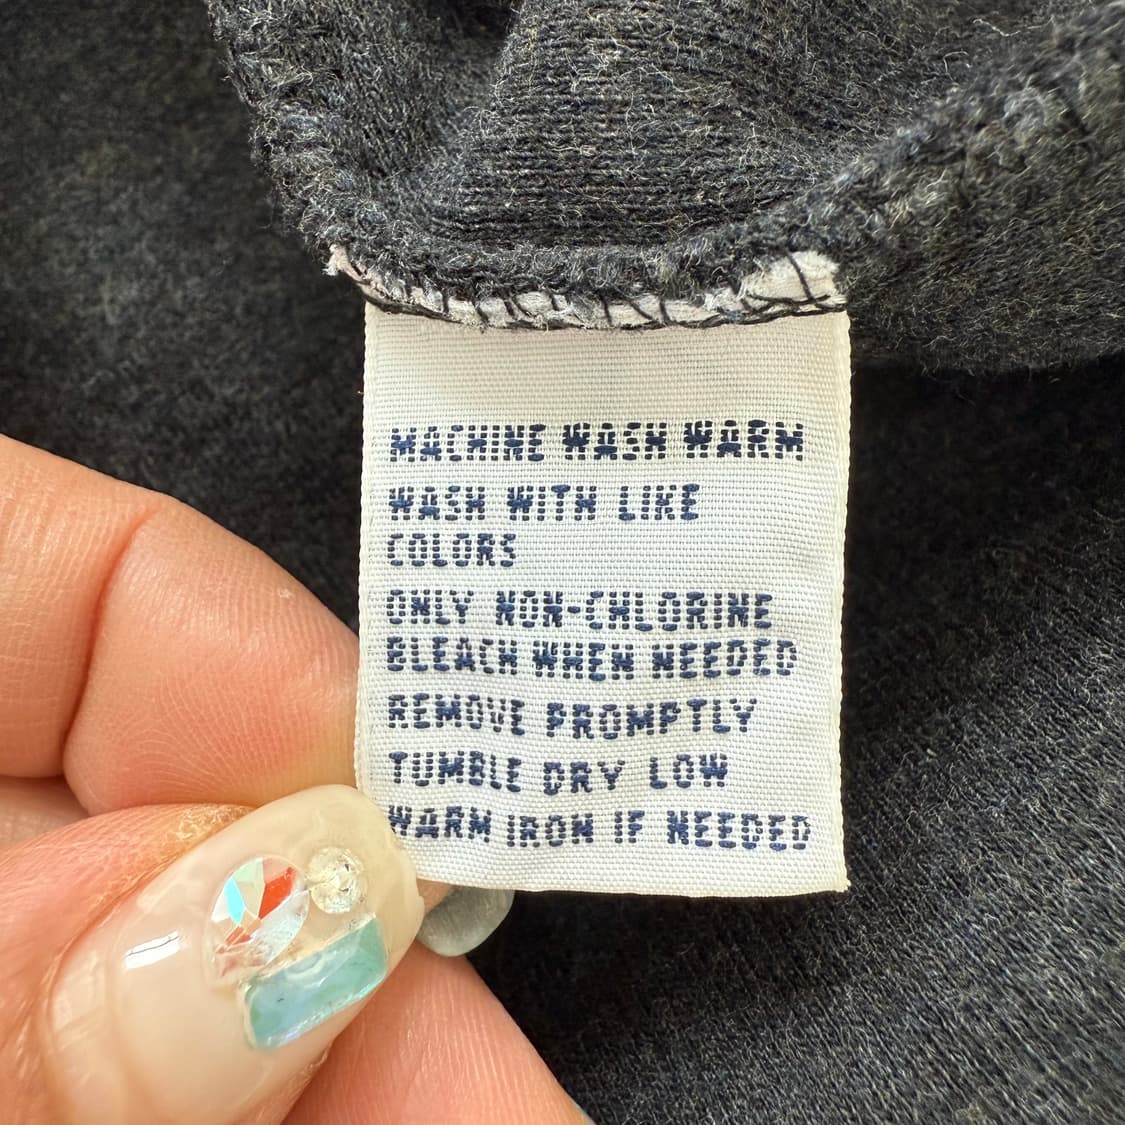 MACHINE WASH WARM
WASH WITH LIKE
COLORS
ONLY NON-CHLORINE
BLEACH WHEN NEEDED
REMOVE PROMPTLY
TUMBLE DRY LOW
WARM IRON IF NEEDED